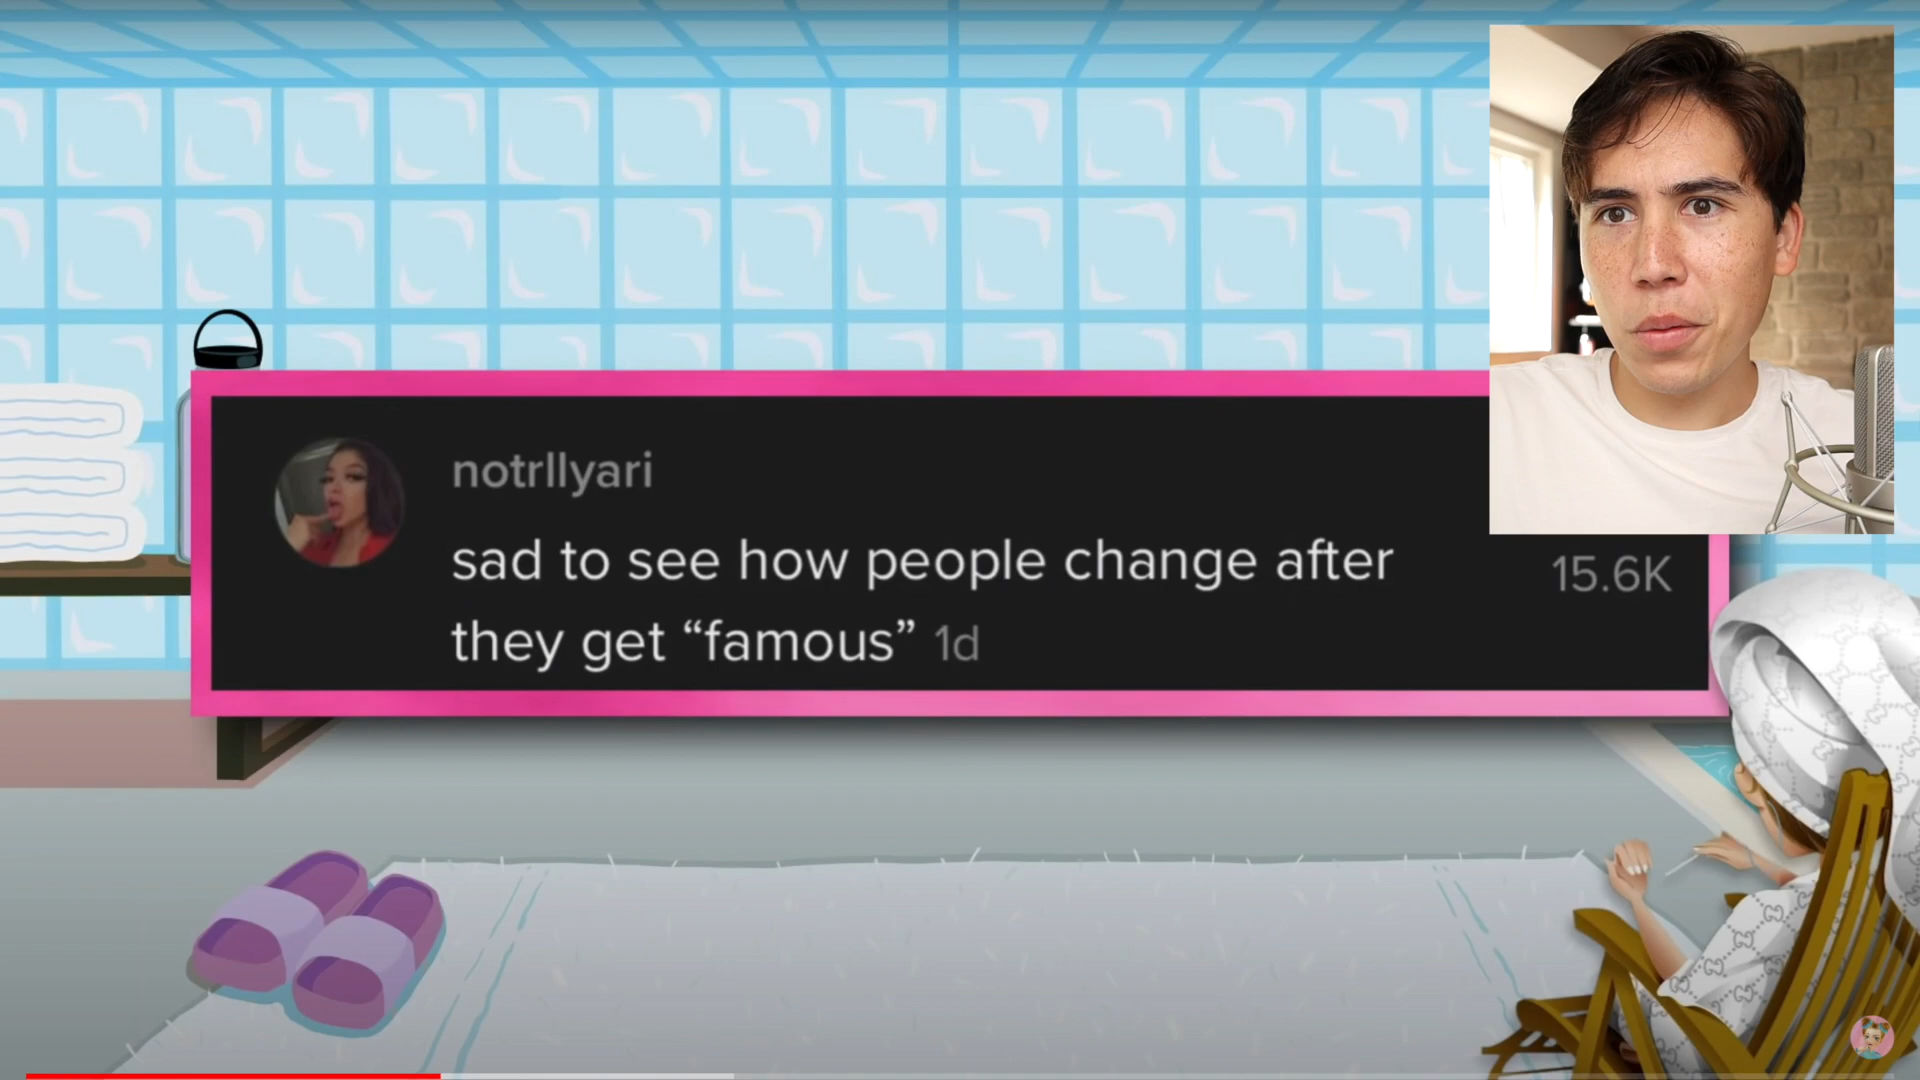 notrllyari
sad to see how people change after
they get “famous” 1d
15.6K